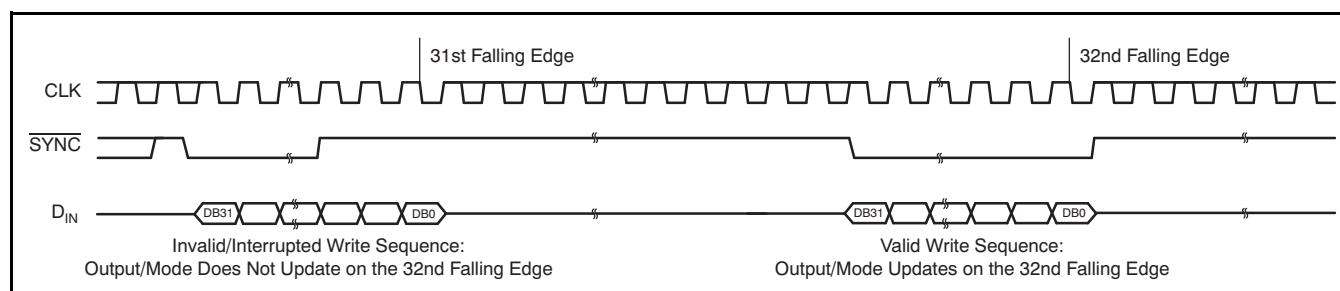 31st Falling Edge
32nd Falling Edge
CLK
SYNC
DIN
DB31
DB0
DB31
DB0
Invalid/Interrupted Write Sequence:
Output/Mode Does Not Update on the 32nd Falling Edge
Valid Write Sequence:
Output/Mode Updates on the 32nd Falling Edge